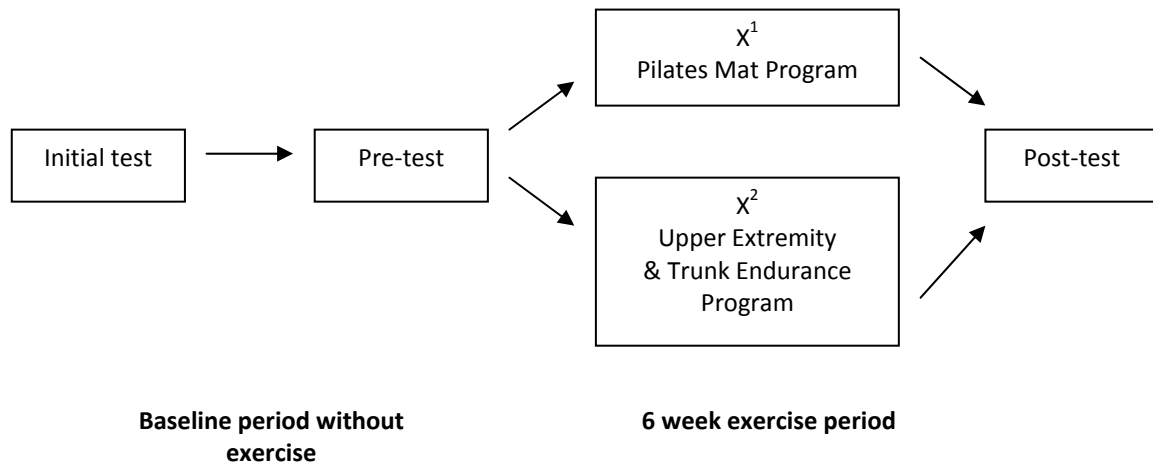 X¹
Pilates Mat Program
Initial test
Pre-test
Post-test
X²
Upper Extremity
& Trunk Endurance
Program
Baseline period without
exercise
6 week exercise period